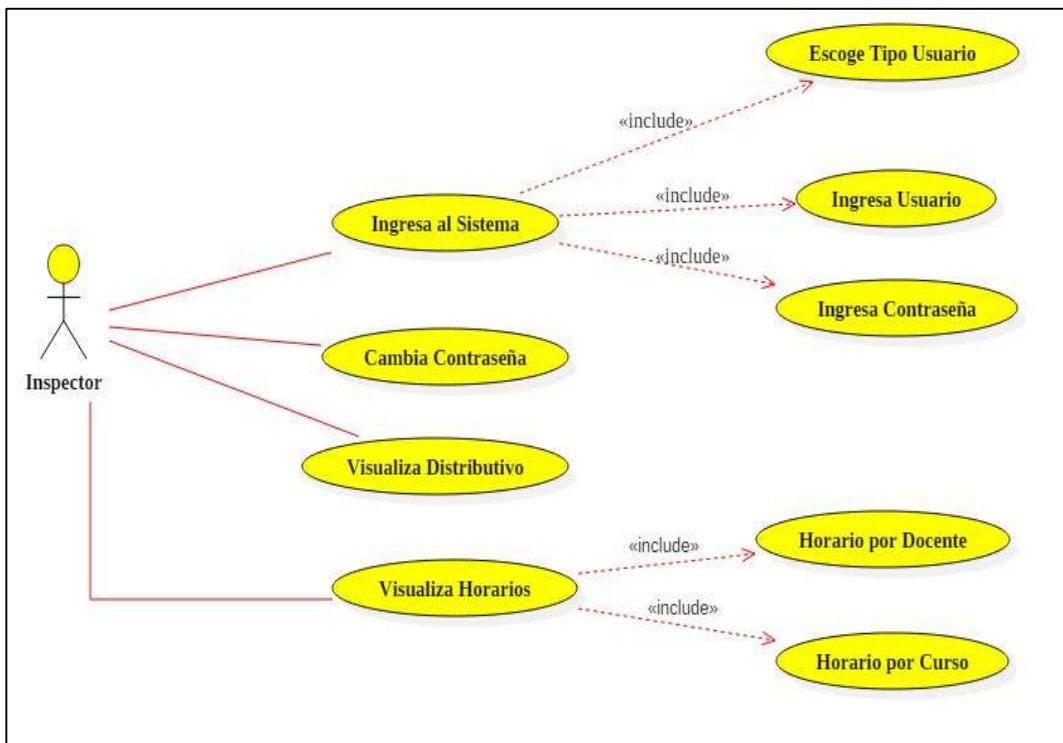 Escoge Tipo Usuario
«include»
Ingresa al Sistema
«include»
Ingresa Usuario
«include»
Ingresa Contraseña
Inspector
Cambia Contraseña
Visualiza Distributivo
Visualiza Horarios
«include»
Horario por Docente
«include»
Horario por Curso